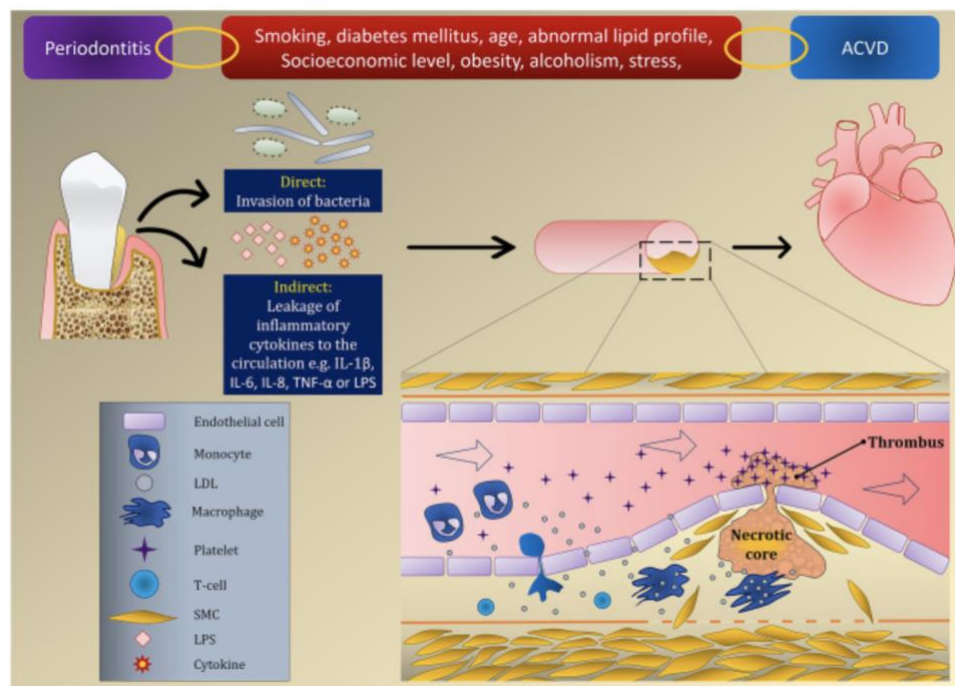 Periodontitis
Smoking, diabetes mellitus, age, abnormal lipid profile,
Socioeconomic level, obesity, alcoholism, stress,
ACVD
Direct:
Invasion of bacteria
Indirect:
Leakage of
inflammatory
cytokines to the
circulation e.g. IL-1β,
IL-6, IL-8, TNF-α or LPS
Endothelial cell
Monocyte
LDL
Macrophage
Platelet
T-cell
SMC
LPS
Cytokine
Thrombus
Necrotic
core